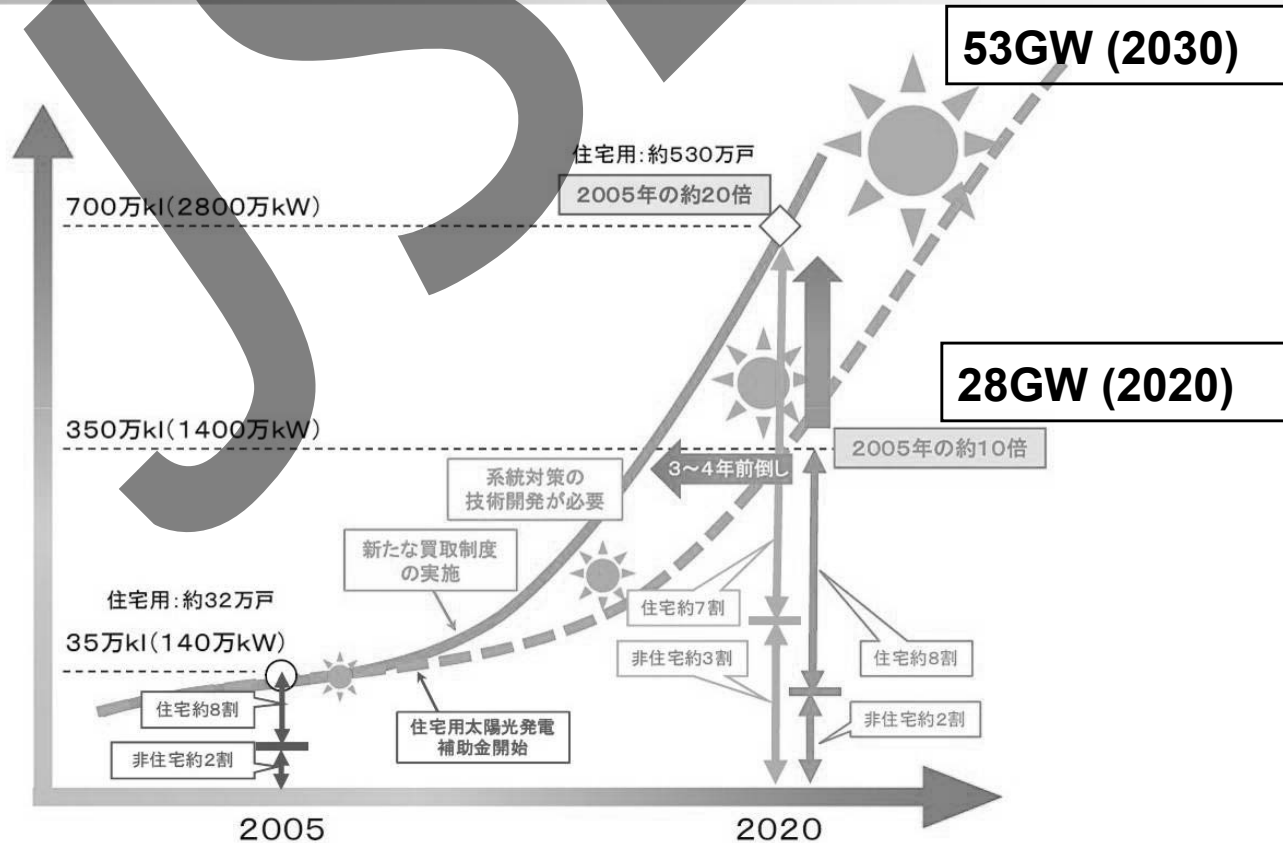 53GW (2030)
住宅用:約530万戸
2005年の約20倍
700万kl(2800万kW)
28GW (2020)
350万kl(1400万kW)
2005年の約10倍
3～4年前倒し
系統対策の
技術開発が必要
新たな買取制度
の実施
住宅用:約32万戸
35万kl(140万kW)
住宅約7割
非住宅約3割
住宅約8割
住宅約8割
非住宅約2割
住宅用太陽光発電
補助金開始
非住宅約2割
2005
2020